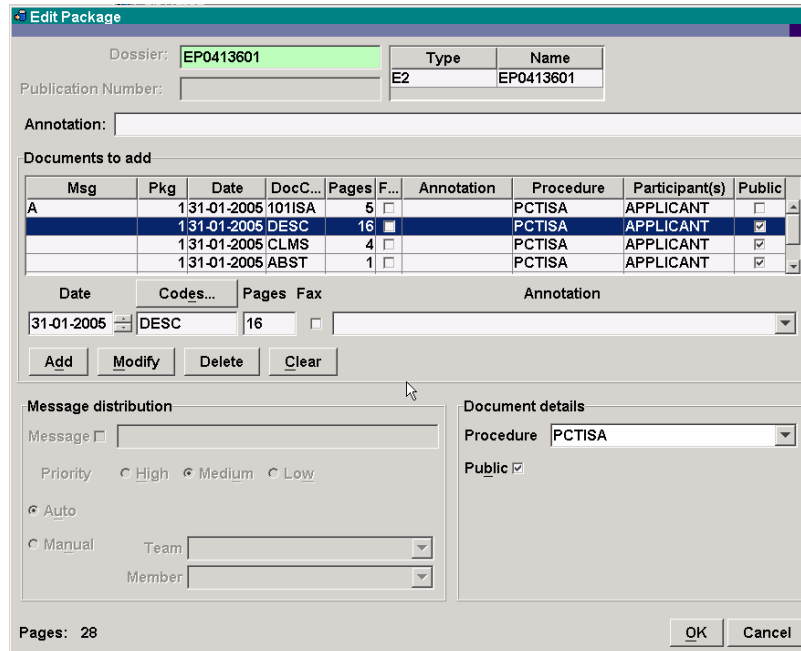 Edit Package
Dossier: EP0413601
Type Name
E2 EP0413601
Publication Number:
Annotation:
Documents to add
Msg Pkg Date DocC... Pages F... Annotation Procedure Participant(s) Public
A 1 31-01-2005 101ISA 5 PCTISA APPLICANT
1 31-01-2005 DESC 16 PCTISA APPLICANT
1 31-01-2005 CLMS 4 PCTISA APPLICANT
1 31-01-2005 ABST 1 PCTISA APPLICANT
Date Codes... Pages Fax Annotation
31-01-2005 DESC 16
Add Modify Delete Clear
Message distribution
Message
Priority High Medium Low
Auto
Manual Team
Member
Document details
Procedure PCTISA
Public
Pages: 28
OK Cancel